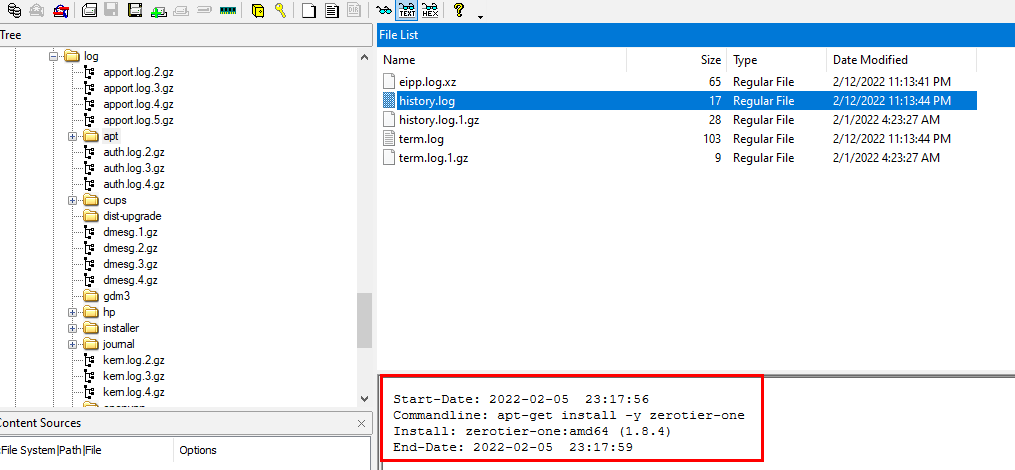 TEXT HEX
Tree
log
apport.log.2.gz
apport.log.3.gz
apport.log.4.gz
apport.log.5.gz
apt
auth.log.2.gz
auth.log.3.gz
auth.log.4.gz
cups
dist-upgrade
dmesg.1.gz
dmesg.2.gz
dmesg.3.gz
dmesg.4.gz
gdm3
hp
installer
journal
kern.log.2.gz
kern.log.3.gz
kern.log.4.gz
Content Sources
:File System|Path|File Options
File List
Name Size Type Date Modified
eipp.log.xz 65 Regular File 2/12/2022 11:13:41 PM
history.log 17 Regular File 2/12/2022 11:13:44 PM
history.log.1.gz 28 Regular File 2/1/2022 4:23:27 AM
term.log 103 Regular File 2/12/2022 11:13:44 PM
term.log.1.gz 9 Regular File 2/1/2022 4:23:27 AM
Start-Date: 2022-02-05  23:17:56
Commandline: apt-get install -y zerotier-one
Install: zerotier-one:amd64 (1.8.4)
End-Date: 2022-02-05  23:17:59